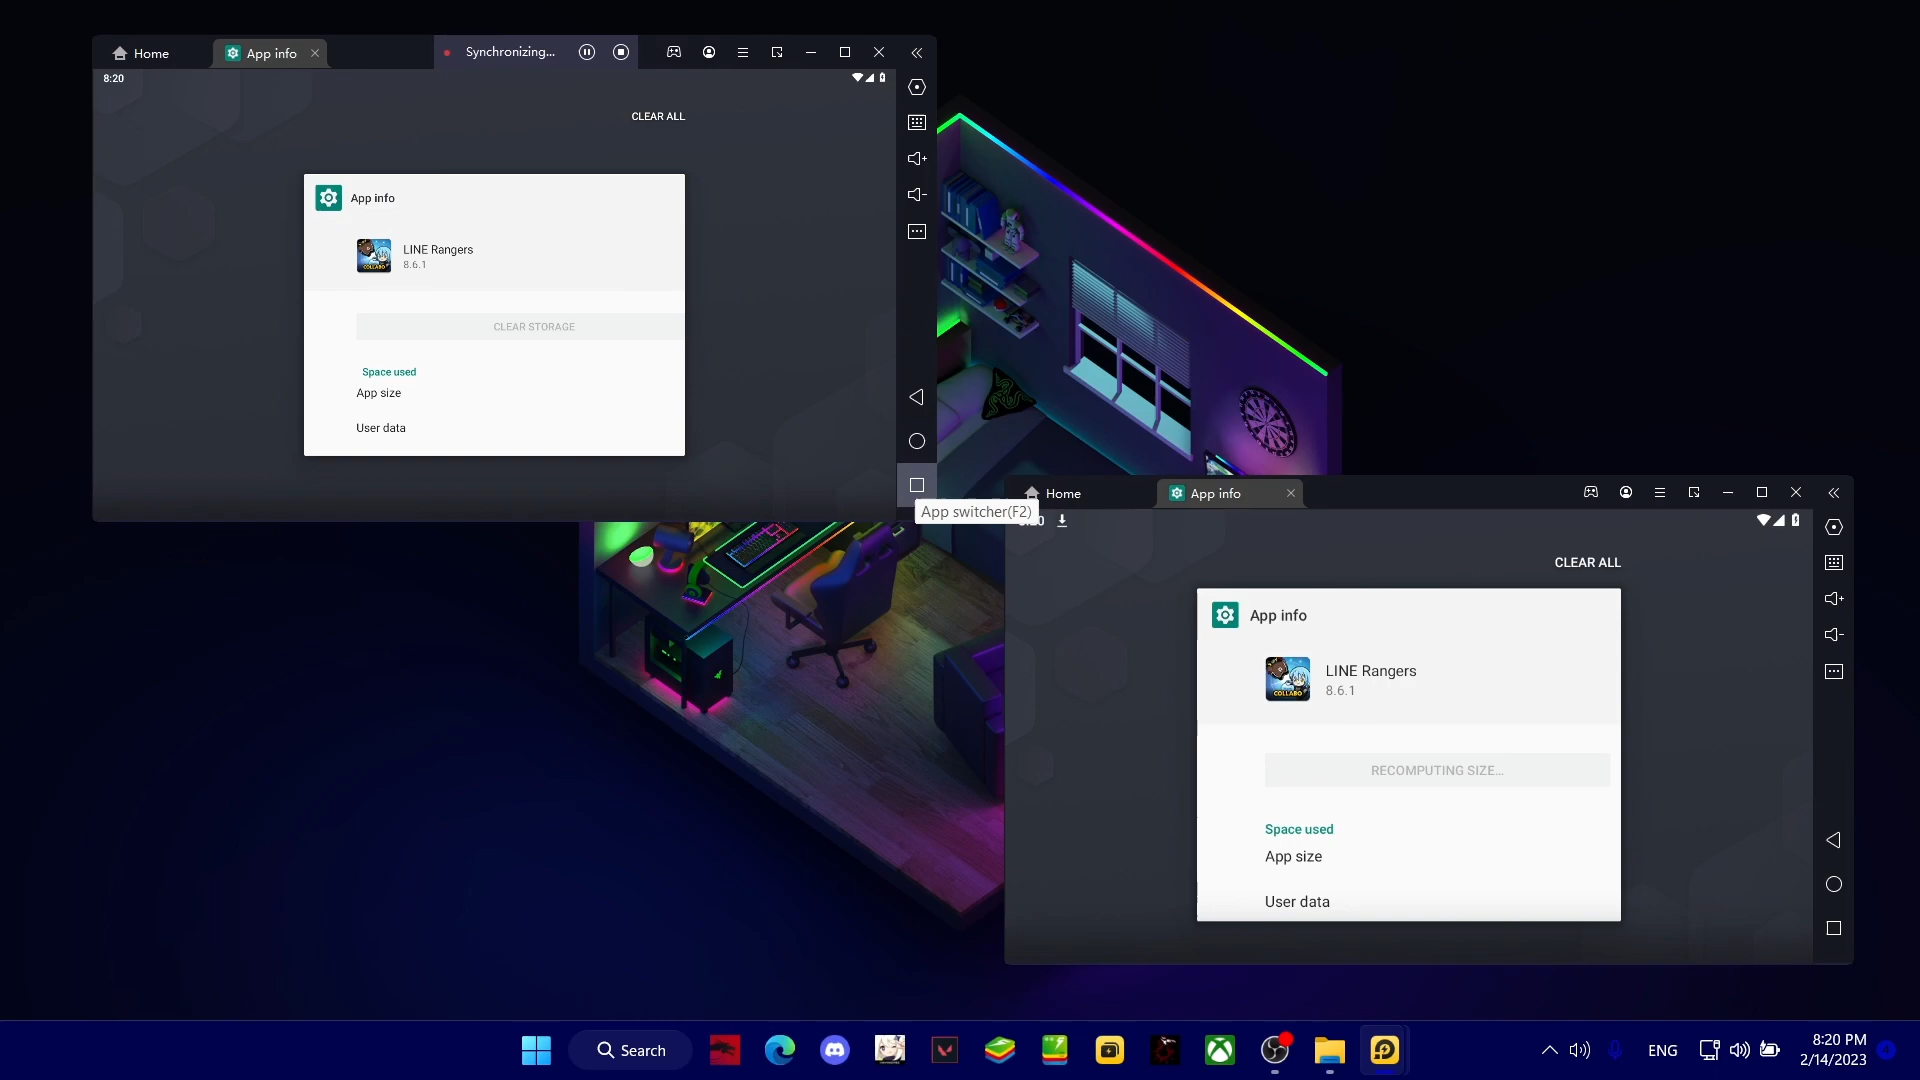 Home
App info
Synchronizing...
8:20
CLEAR ALL
App info
LINE Rangers
8.6.1
CLEAR STORAGE
Space used
App size
User data
App switcher(F2)
Home
App info
CLEAR ALL
App info
LINE Rangers
8.6.1
RECOMPUTING SIZE...
Space used
App size
User data
Search
ENG
8:20 PM
2/14/2023